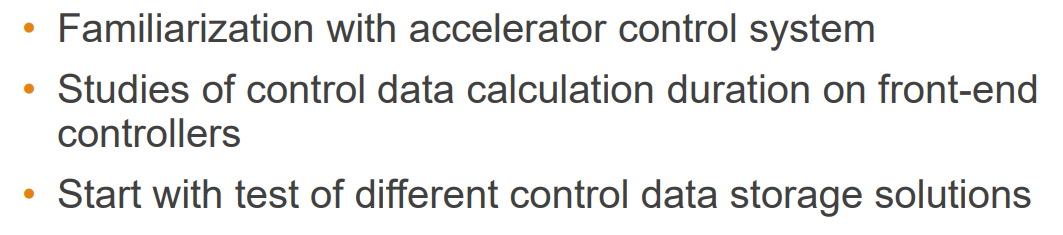 • Familiarization with accelerator control system
• Studies of control data calculation duration on front-end
controllers
• Start with test of different control data storage solutions